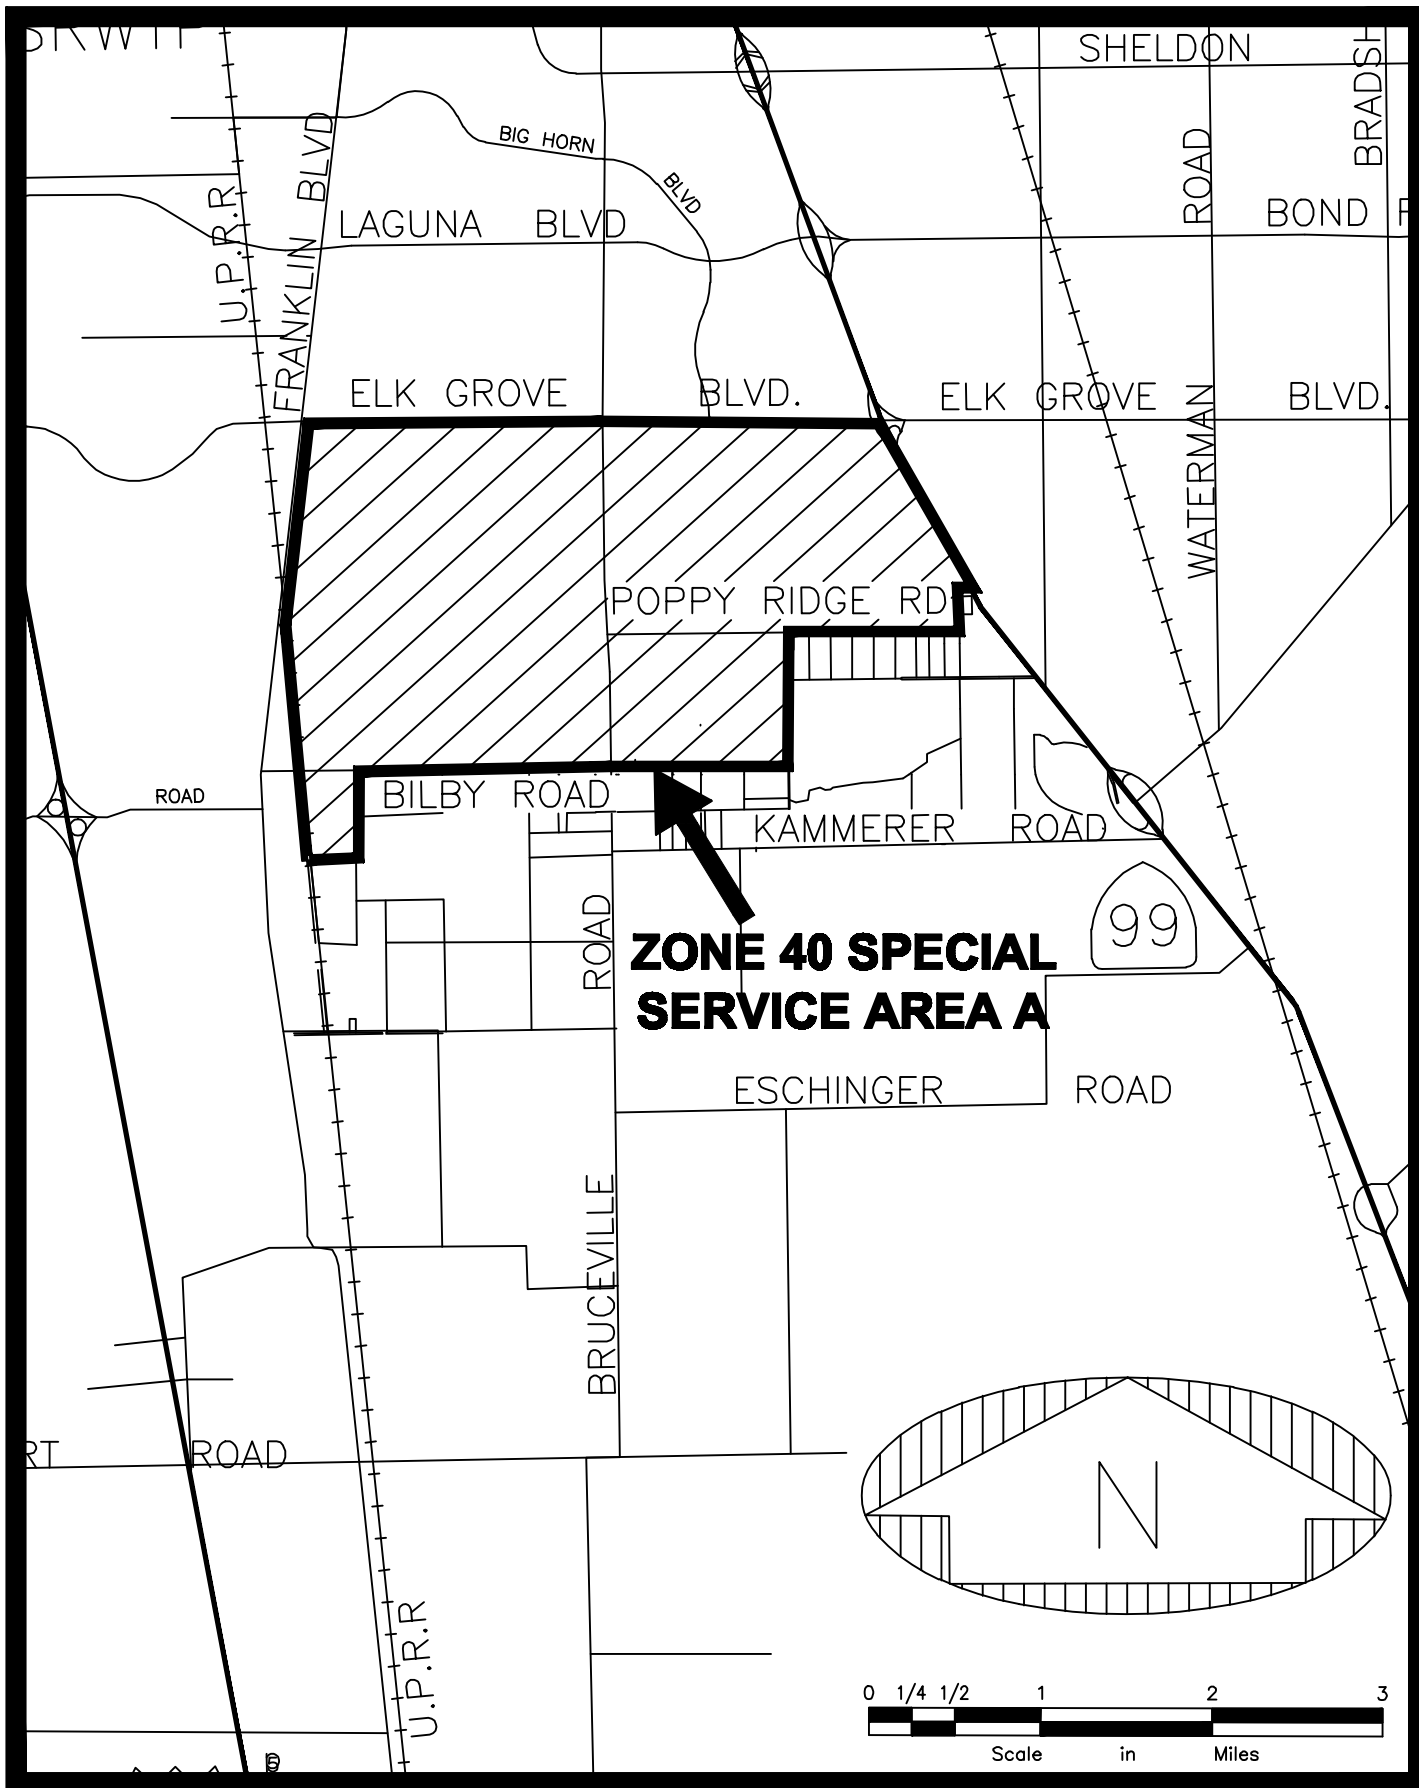 SRWTP
SHELDON
BRADSH
BIG HORN
BLVD
ROAD
FRANKLIN BLVD
U.P.R.R
LAGUNA BLVD
BOND R
ELK GROVE BLVD.
ELK GROVE BLVD.
WATERMAN
POPPY RIDGE RD
BILBY ROAD
ROAD
KAMMERER ROAD
99
ROAD
ZONE 40 SPECIAL
SERVICE AREA A
ESCHINGER ROAD
BRUCEVILLE
RT ROAD
N
U.P.R.R
0 1/4 1/2 1 2 3
Scale in Miles